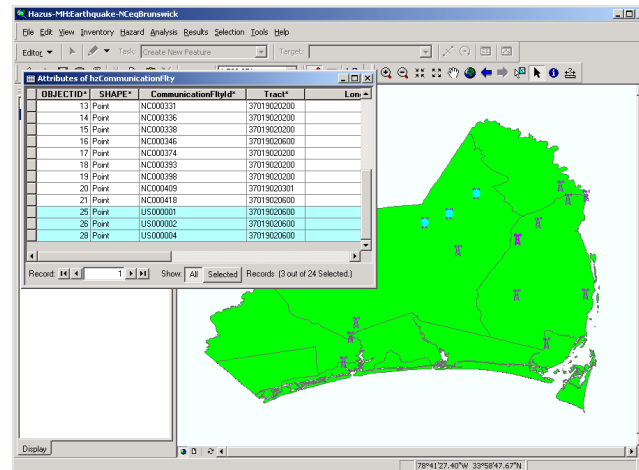 Hazus-MH:Earthquake-NCeqBrunswick
File Edit View Inventory Hazard Analysis Results Selection Tools Help
Editor Task: Create New Feature Target:
Attributes of hzCommunicationFlty
OBJECTID* SHAPE* CommunicationFltyId* Tract* Lon
13 Point NC000331 37019020200
14 Point NC000336 37019020200
15 Point NC000338 37019020200
16 Point NC000346 37019020600
17 Point NC000374 37019020200
18 Point NC000393 37019020200
19 Point NC000398 37019020200
20 Point NC000409 37019020301
21 Point NC000418 37019020600
25 Point US000001 37019020600
26 Point US000002 37019020600
28 Point US000004 37019020600
Record: 1 Show: All Selected Records (3 out of 24 Selected.)
Display
78°41'27.40"W 33°58'47.67"N